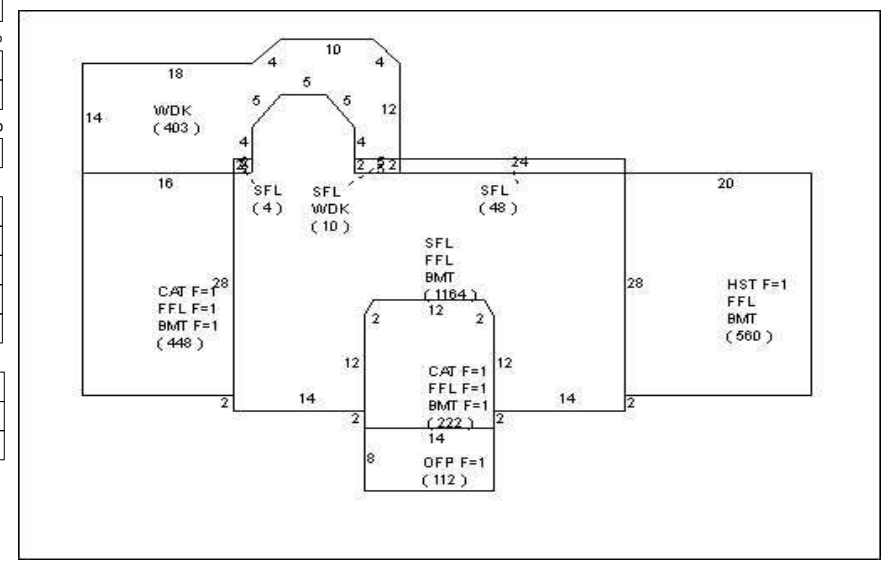 10
4
4
18
5
5
5
14
WDK
( 403 )
12
4
4
2
2
24
16
SFL
( 4 )
SFL
WDK
( 10 )
SFL
( 48 )
20
SFL
FFL
BMT
( 1164 )
28
CAT F=1
FFL F=1
BMT F=1
( 448 )
28
HST F=1
FFL
BMT
( 560 )
12
2
2
12
12
CAT F=1
FFL F=1
BMT F=1
( 222 )
2
14
14
2
2
2
14
8
OFP F=1
( 112 )